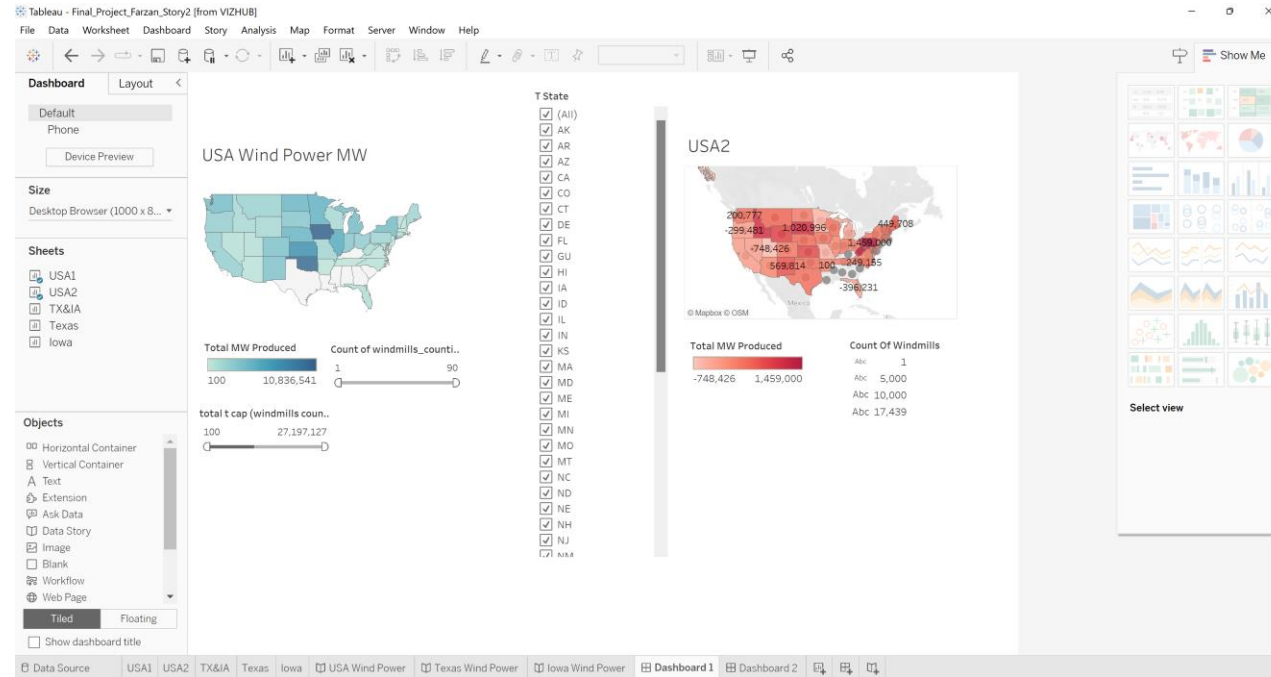 Tableau - Final_Project_Farzan_Story2 [from VIZHUB]
File Data Worksheet Dashboard Story Analysis Map Format Server Window Help
Show Me
Dashboard Layout
Default
Phone
Device Preview
Size
Desktop Browser (1000 x 8...
Sheets
USA1
USA2
TX&IA
Texas
Iowa
Objects
Horizontal Container
Vertical Container
Text
Extension
Ask Data
Data Story
Image
Blank
Workflow
Web Page
Tiled Floating
Show dashboard title
USA Wind Power MW
Total MW Produced
100 10,836,541
Count of windmills_counti..
1 90
total t cap (windmills coun..
100 27,197,127
T State
(All)
AK
AR
AZ
CA
CO
CT
DE
FL
GU
HI
IA
ID
IL
IN
KS
MA
MD
ME
MI
MN
MO
MT
NC
ND
NE
NH
NJ
NM
USA2
200,777
449,708
-299,481
1,020,996
1,459,000
-748,426
569,814
100
-249,155
-396,231
Mexico
© Mapbox © OSM
Total MW Produced
-748,426 1,459,000
Count Of Windmills
Abc 1
Abc 5,000
Abc 10,000
Abc 17,439
Select view
Data Source USA1 USA2 TX&IA Texas Iowa USA Wind Power Texas Wind Power Iowa Wind Power Dashboard 1 Dashboard 2